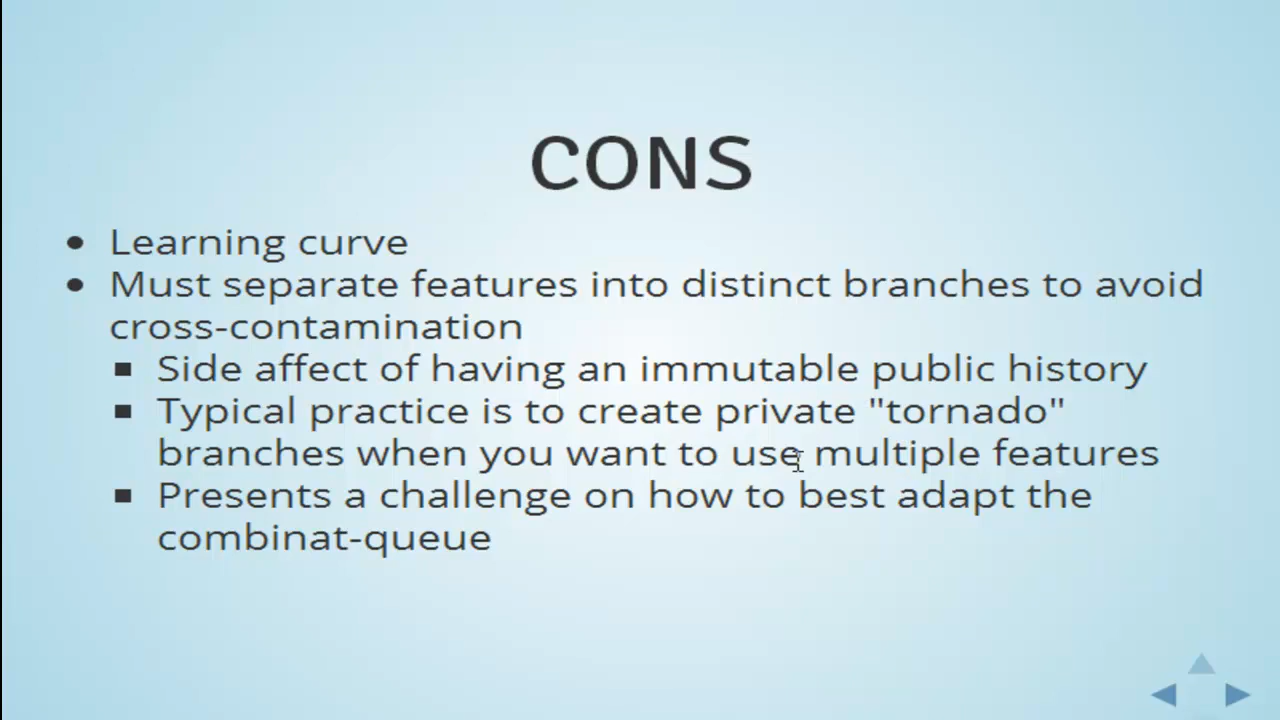 CONS
• Learning curve
• Must separate features into distinct branches to avoid
cross-contamination
▪ Side affect of having an immutable public history
▪ Typical practice is to create private "tornado"
branches when you want to use multiple features
▪ Presents a challenge on how to best adapt the
combinat-queue